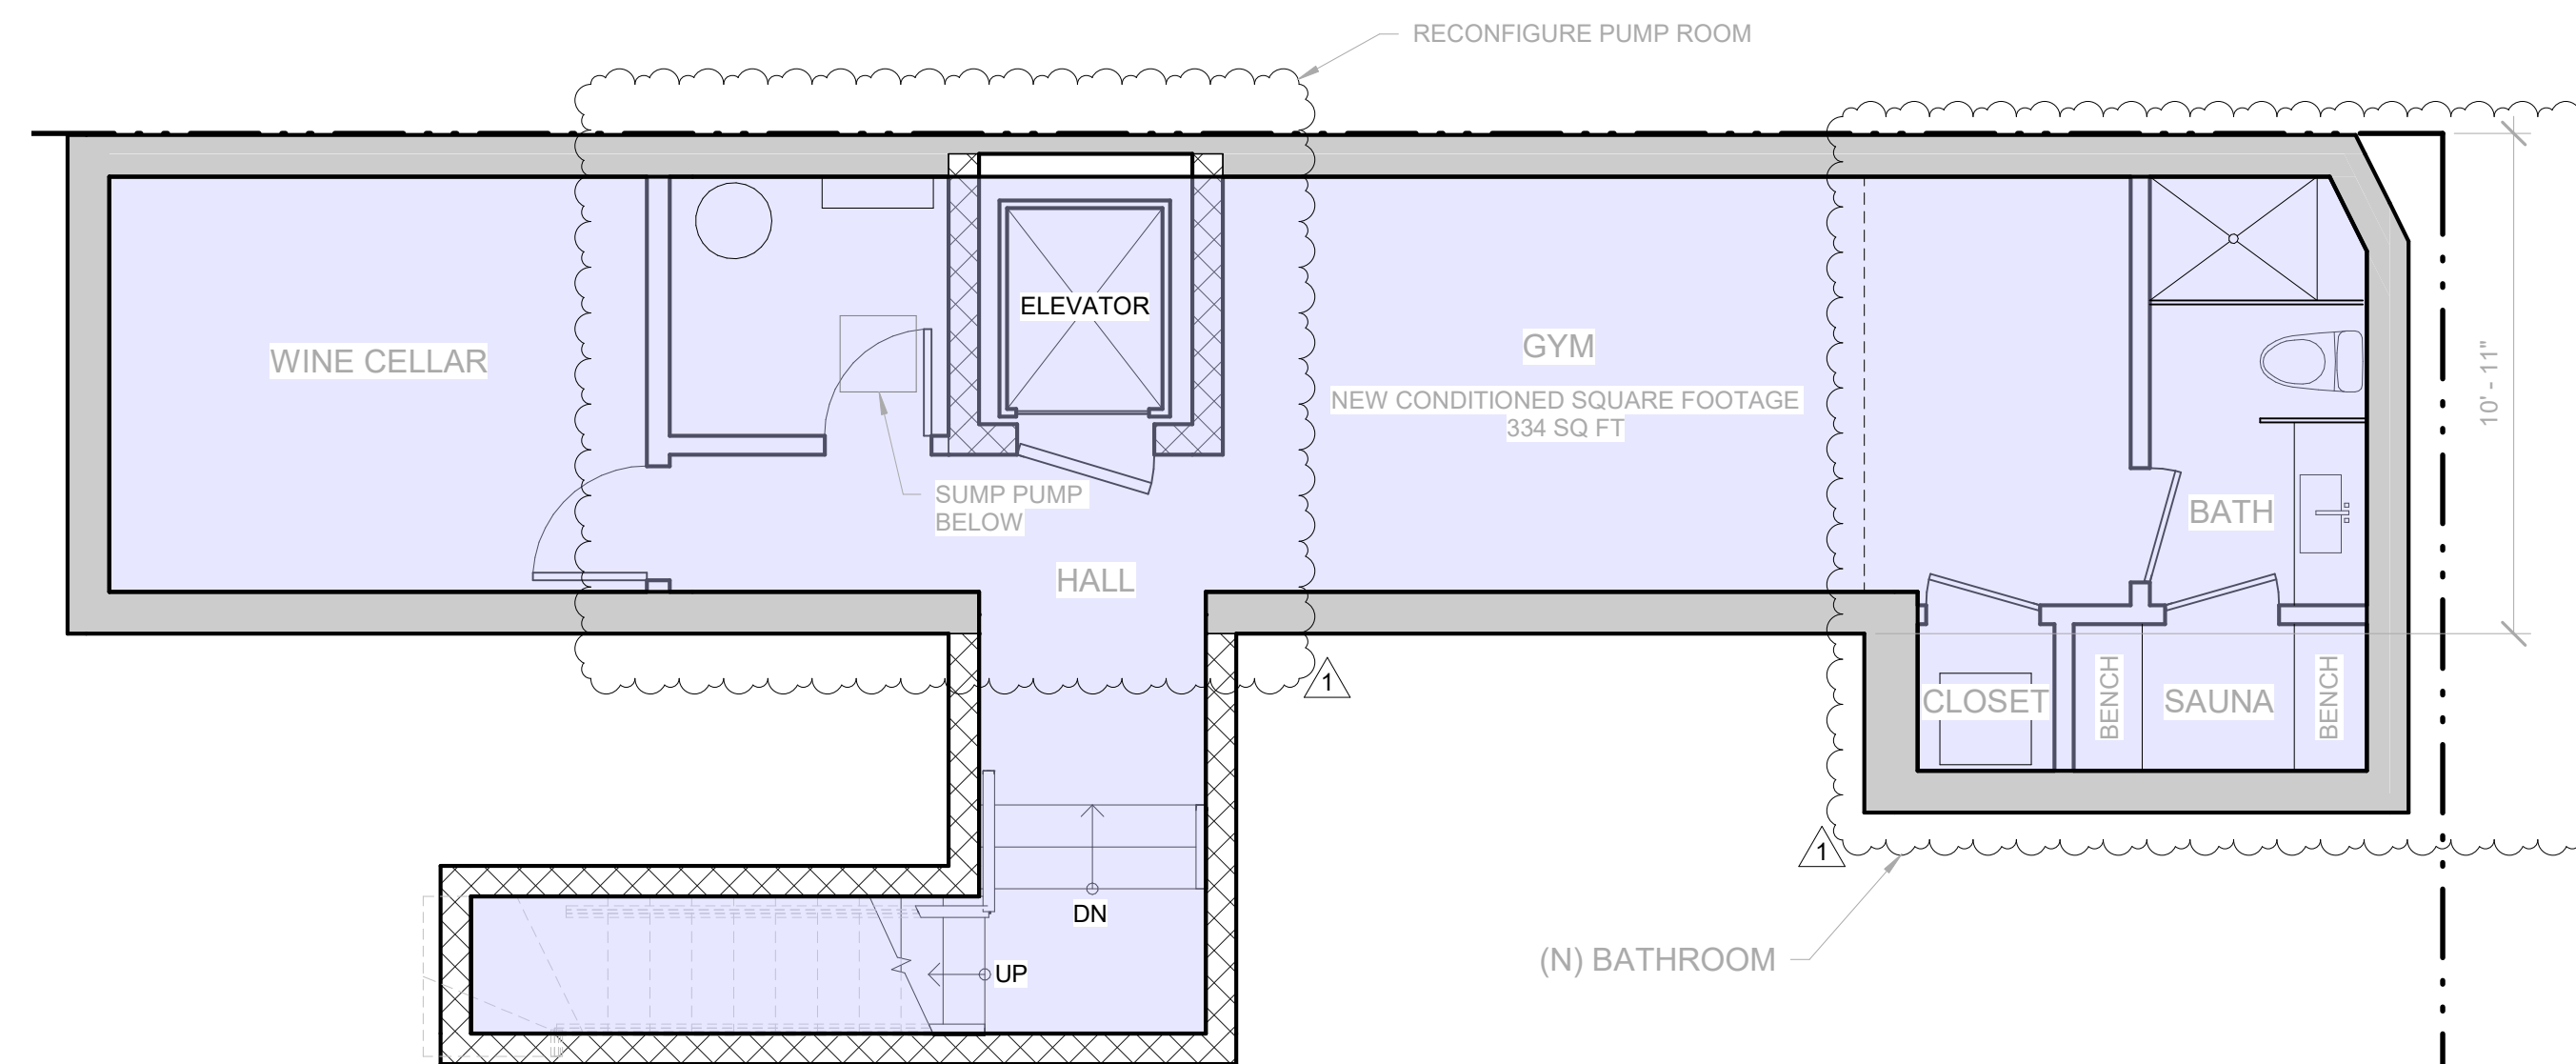 RECONFIGURE PUMP ROOM
ELEVATOR
WINE CELLAR
GYM
NEW CONDITIONED SQUARE FOOTAGE
334 SQ FT
10' - 11"
SUMP PUMP
BELOW
BATH
HALL
1
CLOSET
BENCH
SAUNA
BENCH
1
DN
UP
(N) BATHROOM